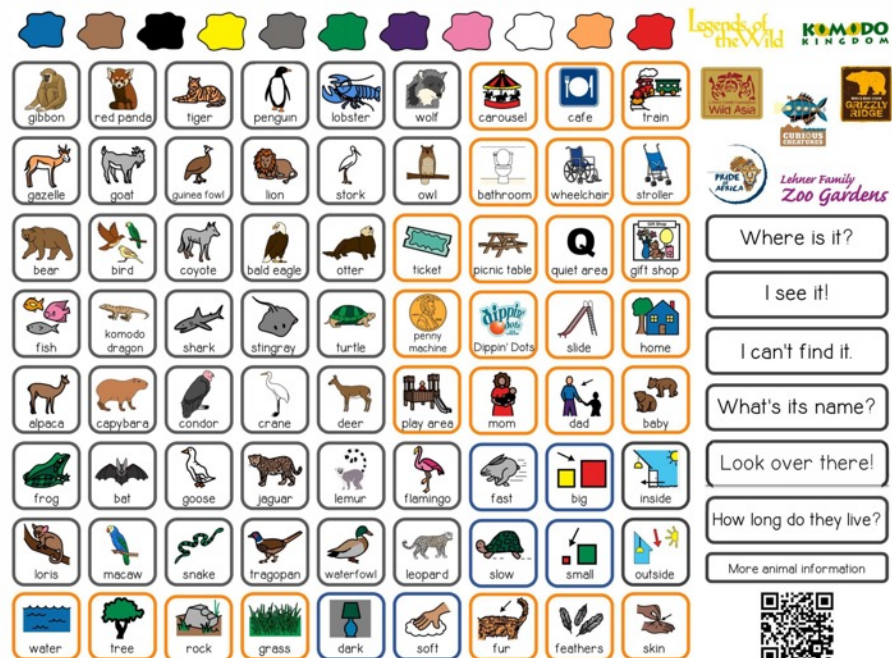 Legends of
the Wild
KOMODO
KINGDOM
gibbon
red panda
tiger
penguin
lobster
wolf
carousel
cafe
train
Wild Asia
CURIOUS
CREATURES
GRIZZLY
RIDGE
gazelle
goat
guinea fowl
lion
stork
owl
bathroom
wheelchair
stroller
PRIDE
of
AFRICA
Lehner Family
Zoo Gardens
bear
bird
coyote
bald eagle
otter
ticket
picnic table
Q
quiet area
Gift Shop
gift shop
Where is it?
I see it!
fish
komodo
dragon
shark
stingray
turtle
penny
machine
dippin'
dots
Dippin' Dots
slide
home
I can't find it.
alpaca
capybara
condor
crane
deer
play area
mom
dad
baby
What's its name?
frog
bat
goose
jaguar
lemur
flamingo
fast
big
inside
Look over there!
loris
macaw
snake
tragopan
waterfowl
leopard
slow
small
outside
How long do they live?
More animal information
water
tree
rock
grass
dark
soft
fur
feathers
skin